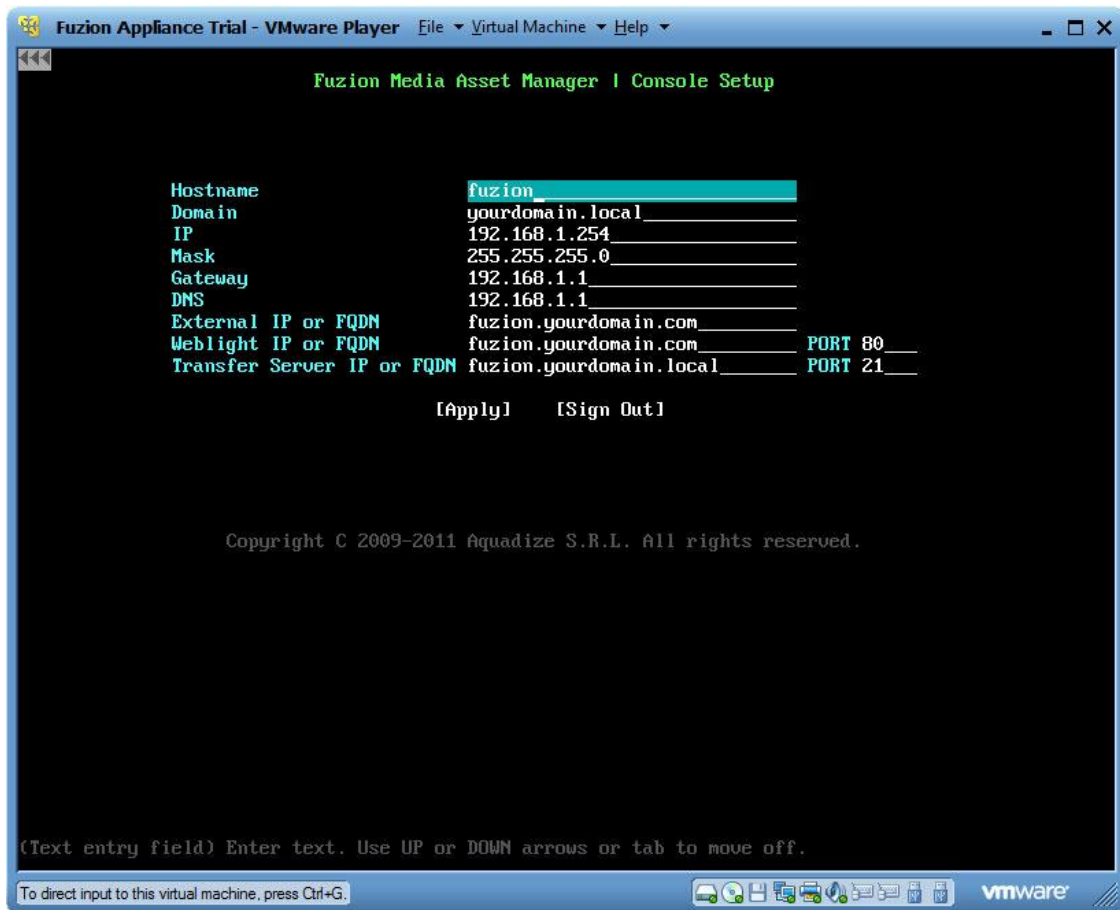 Fuzion Appliance Trial - VMware Player File Virtual Machine Help
Fuzion Media Asset Manager | Console Setup
Hostname fuzion_
Domain yourdomain.local
IP 192.168.1.254
Mask 255.255.255.0
Gateway 192.168.1.1
DNS 192.168.1.1
External IP or FQDN fuzion.yourdomain.com
Weblight IP or FQDN fuzion.yourdomain.com PORT 80
Transfer Server IP or FQDN fuzion.yourdomain.local PORT 21
[Apply] [Sign Out]
Copyright C 2009-2011 Aquadize S.R.L. All rights reserved.
(Text entry field) Enter text. Use UP or DOWN arrows or tab to move off.
To direct input to this virtual machine, press Ctrl+G. vmware